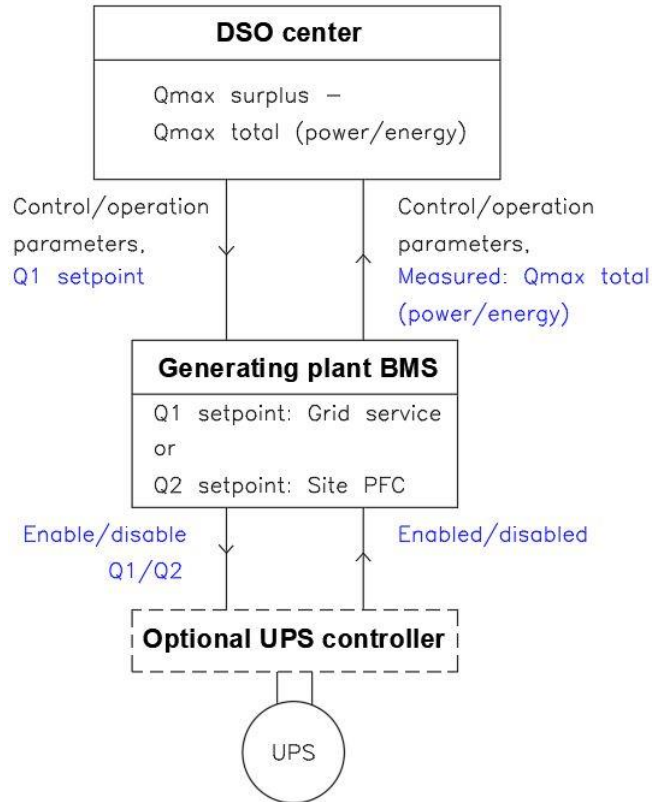 DSO center
Qmax surplus –
Qmax total (power/energy)
Control/operation
parameters,
Q1 setpoint
Control/operation
parameters,
Measured: Qmax total
(power/energy)
Generating plant BMS
Q1 setpoint: Grid service
or
Q2 setpoint: Site PFC
Enable/disable
Q1/Q2
Enabled/disabled
Optional UPS controller
UPS